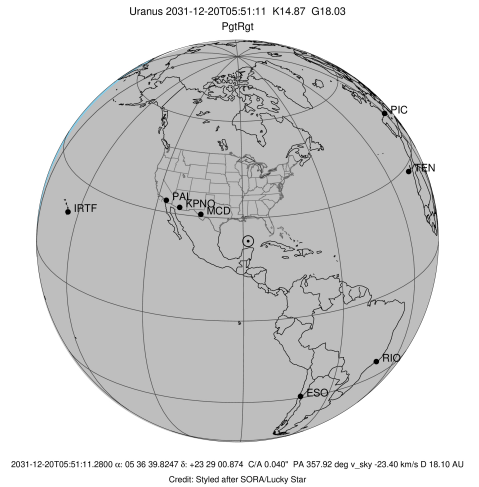 Uranus 2031-12-20T05:51:11 K14.87 G18.03
PgtRgt
PIC
TEN
PAL
KPNO
MCD
IRTF
RIO
ESO
2031-12-20T05:51:11.2800 α: 05 36 39.8247 δ: +23 29 00.874 C/A 0.040" PA 357.92 deg v_sky -23.40 km/s D 18.10 AU
Credit: Styled after SORA/Lucky Star